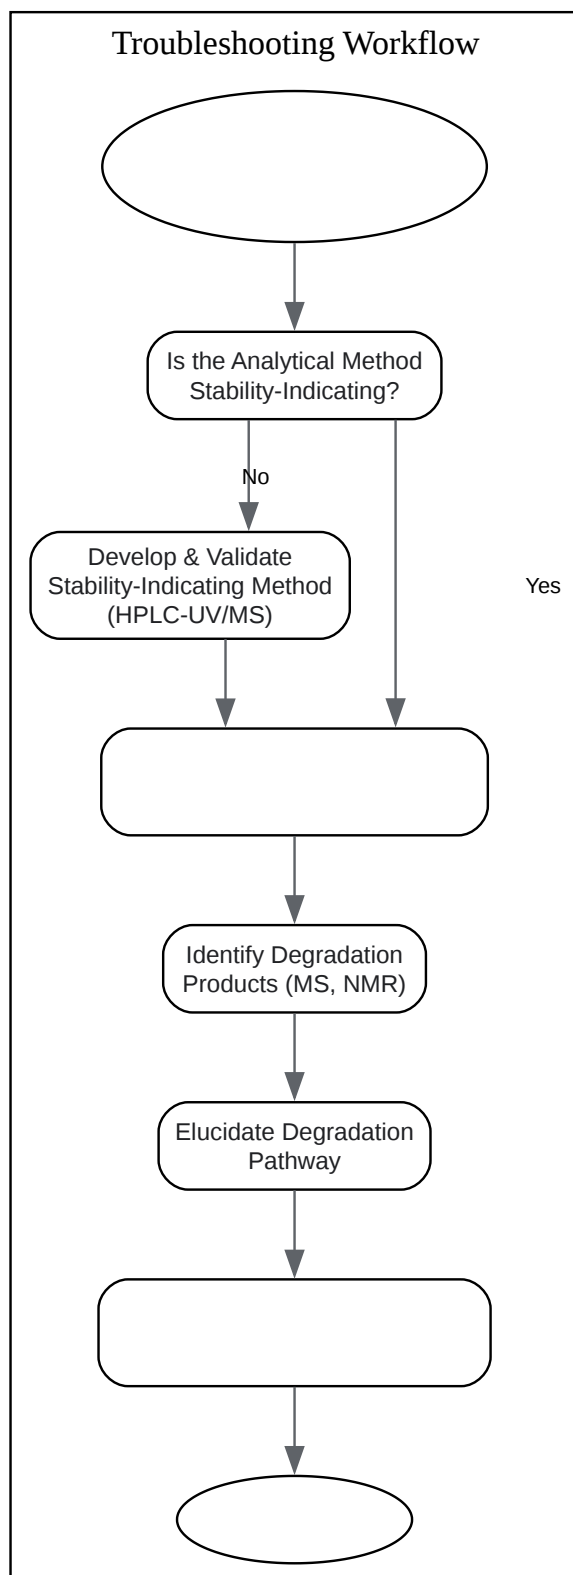 Troubleshooting Workflow
Is the Analytical Method
Stability-Indicating?
No
Develop & Validate
Stability-Indicating Method
(HPLC-UV/MS)
Yes
Identify Degradation
Products (MS, NMR)
Elucidate Degradation
Pathway